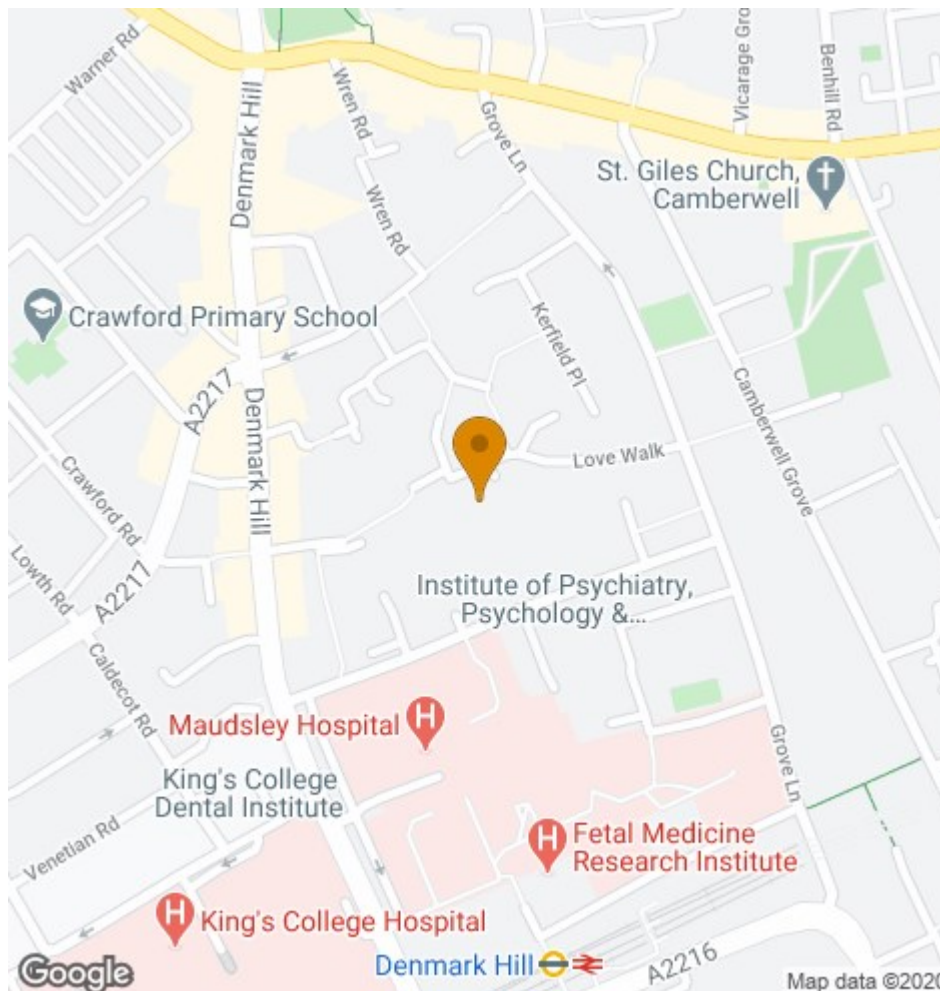 Warner Rd
Denmark Hill
Wren Rd
Grove Ln
Vicarage Gro
Benhill Rd
St. Giles Church,
Camberwell
Wren Rd
Crawford Primary School
Kerfield Pl
A2217
Denmark Hill
Camberwell Grove
Love Walk
Crawford Rd
Lowth Rd
A2217
Institute of Psychiatry,
Psychology &...
Caldecot Rd
Maudsley Hospital
H
King's College
Dental Institute
Grove Ln
Venetian Rd
H
Fetal Medicine
Research Institute
H
King's College Hospital
Denmark Hill
A2216
Google
Map data ©2020